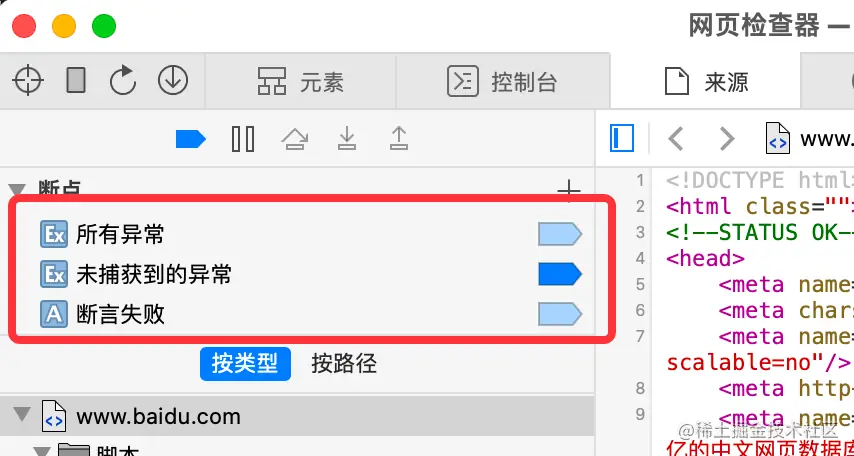 网页检查器 —
元素
控制台
来源
断点
www.
Ex 所有异常
Ex 未捕获到的异常
A 断言失败
按类型 按路径
www.baidu.com
脚本
1 <!DOCTYPE html>
2 <html class="">
3 <!--STATUS OK--
4 <head>
5 <meta name=
6 <meta char
7 <meta name=
scalable=no"/>
8 <meta http-
9 <meta name=
亿的中文网页数据库
@稀土掘金技术社区